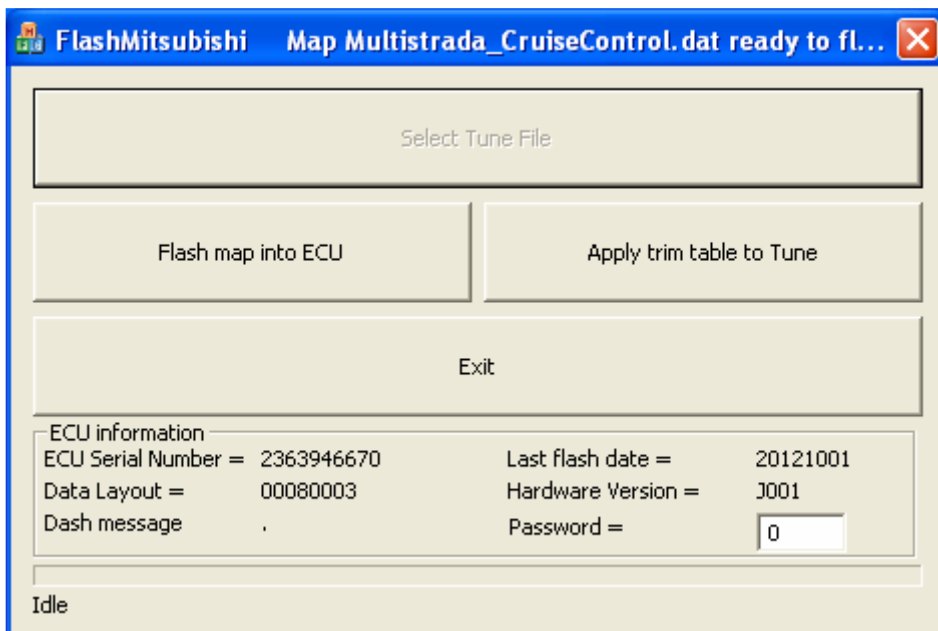 FlashMitsubishi Map Multistrada_CruiseControl.dat ready to fl...
Select Tune File
Flash map into ECU Apply trim table to Tune
Exit
ECU information
ECU Serial Number = 2363946670 Last flash date = 20121001
Data Layout = 00080003 Hardware Version = J001
Dash message . Password = 0
Idle